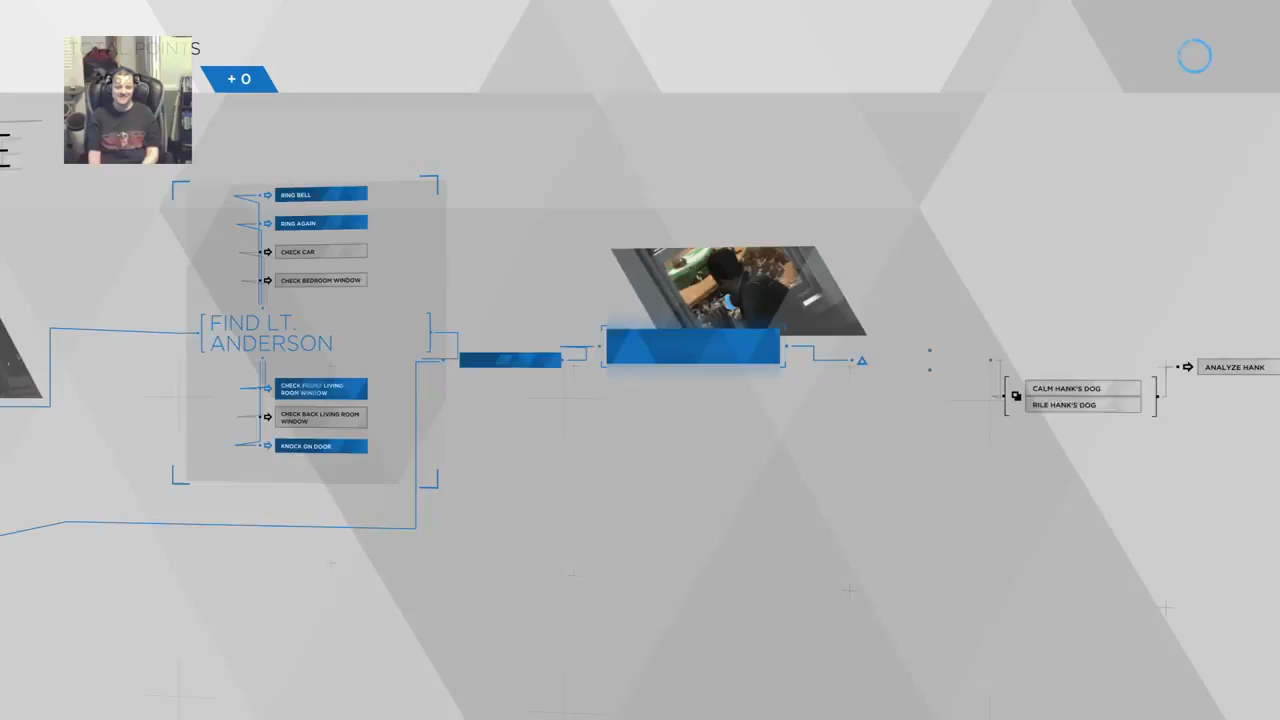 TOTAL POINTS
+ 0
RING BELL
RING AGAIN
CHECK CAR
CHECK BEDROOM WINDOW
FIND LT.
ANDERSON
CHECK FRONT LIVING
ROOM WINDOW
CHECK BACK LIVING ROOM
WINDOW
KNOCK ON DOOR
ANALYZE HANK
CALM HANK'S DOG
RILE HANK'S DOG